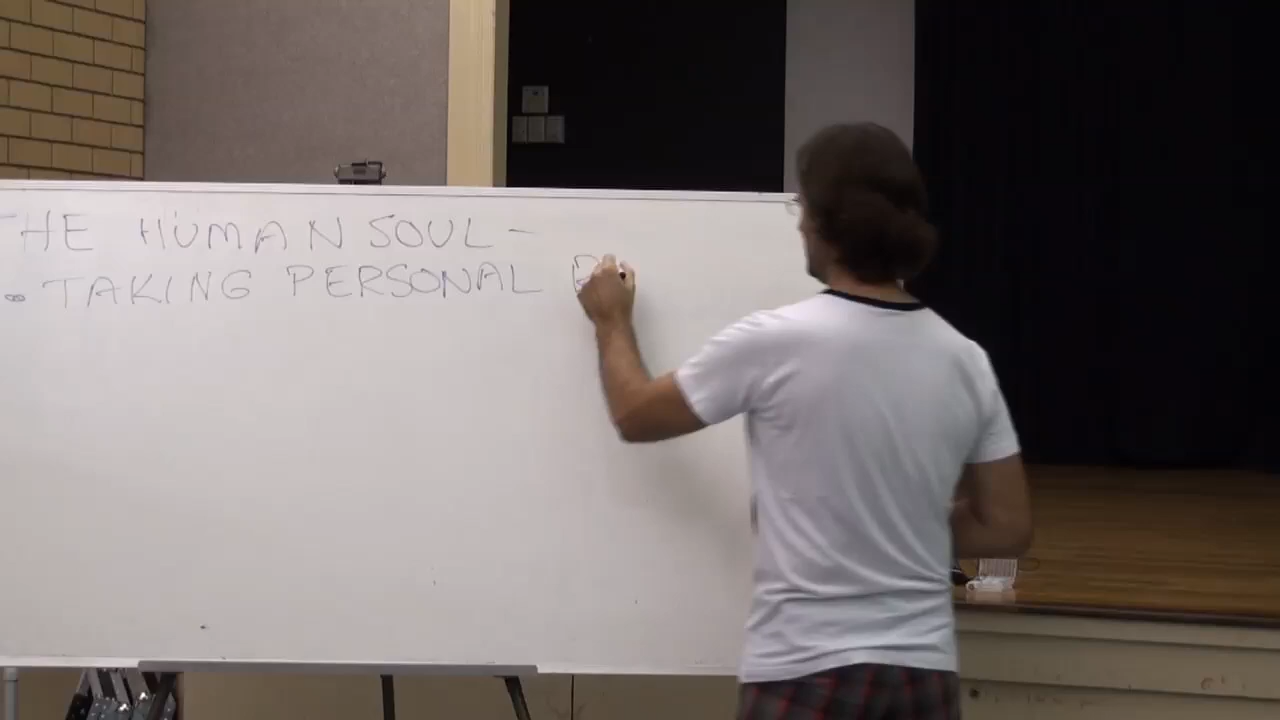 THE HUMAN SOUL -
• TAKING PERSONAL